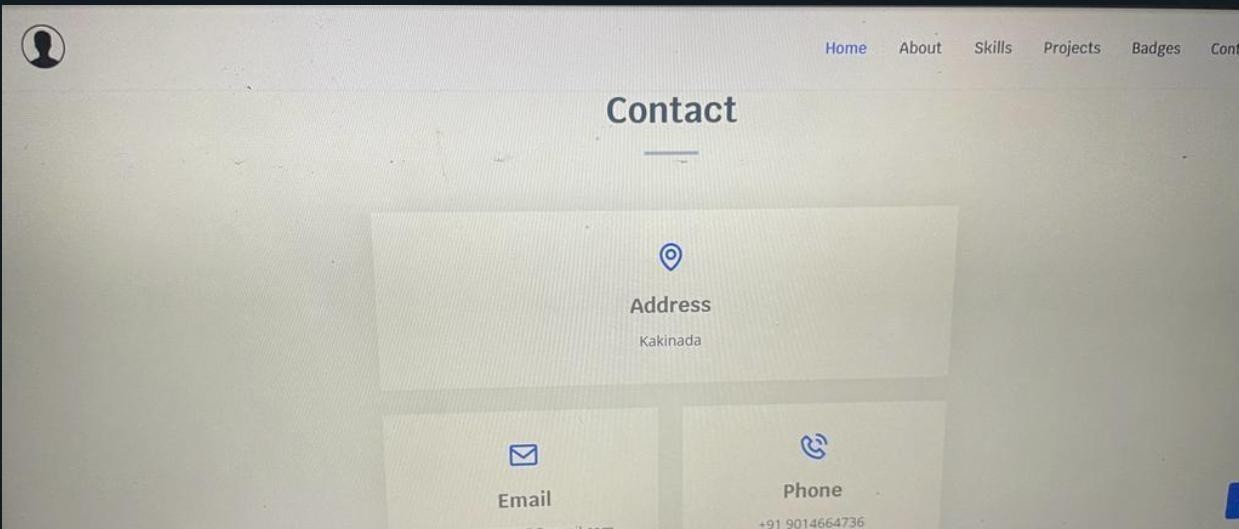 Home About Skills Projects Badges Cont
Contact
Address
Kakinada
Email
Phone
+91 9014664736